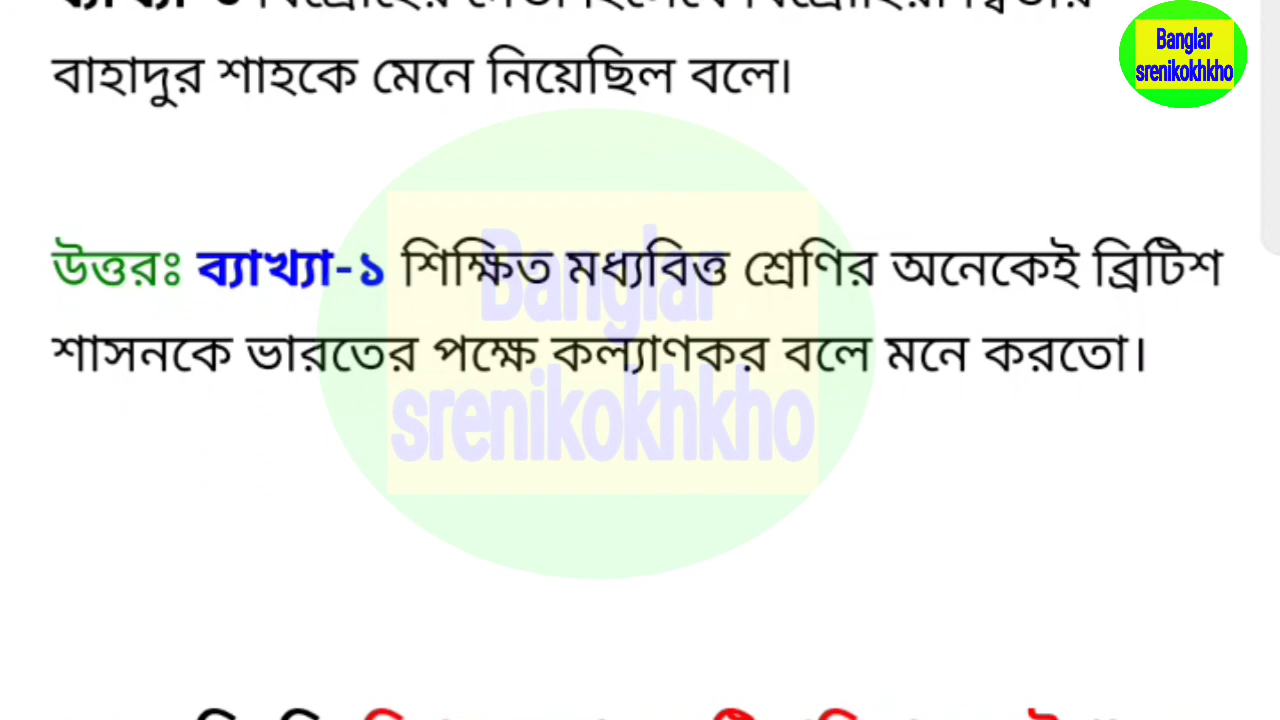 বাহাদুর শাহকে মেনে নিয়েছিল বলে।
Banglar
srenikokhkho
উত্তরঃ ব্যাখ্যা-১ শিক্ষিত মধ্যবিত্ত শ্রেণির অনেকেই ব্রিটিশ
শাসনকে ভারতের পক্ষে কল্যাণকর বলে মনে করতো।
Banglar
srenikokhkho